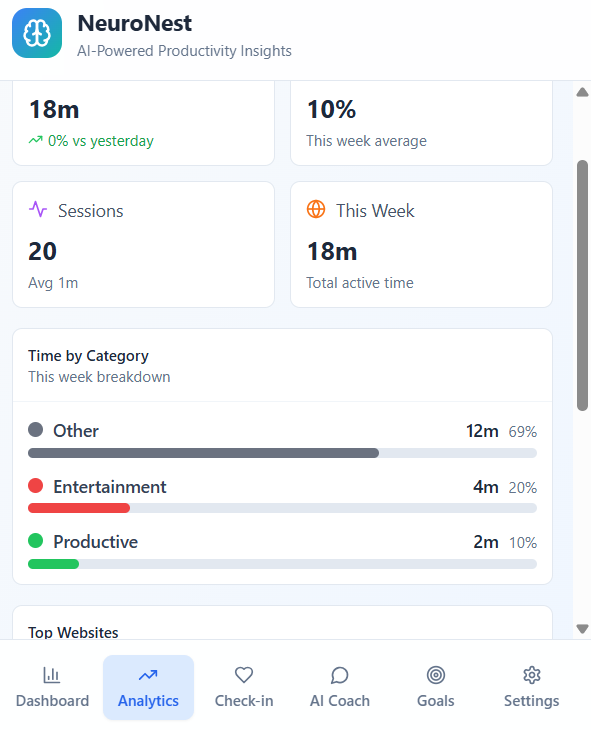 NeuroNest
AI-Powered Productivity Insights
18m
0% vs yesterday
10%
This week average
Sessions
20
Avg 1m
This Week
18m
Total active time
Time by Category
This week breakdown
Other 12m 69%
Entertainment 4m 20%
Productive 2m 10%
Top Websites
Dashboard Analytics Check-in AI Coach Goals Settings